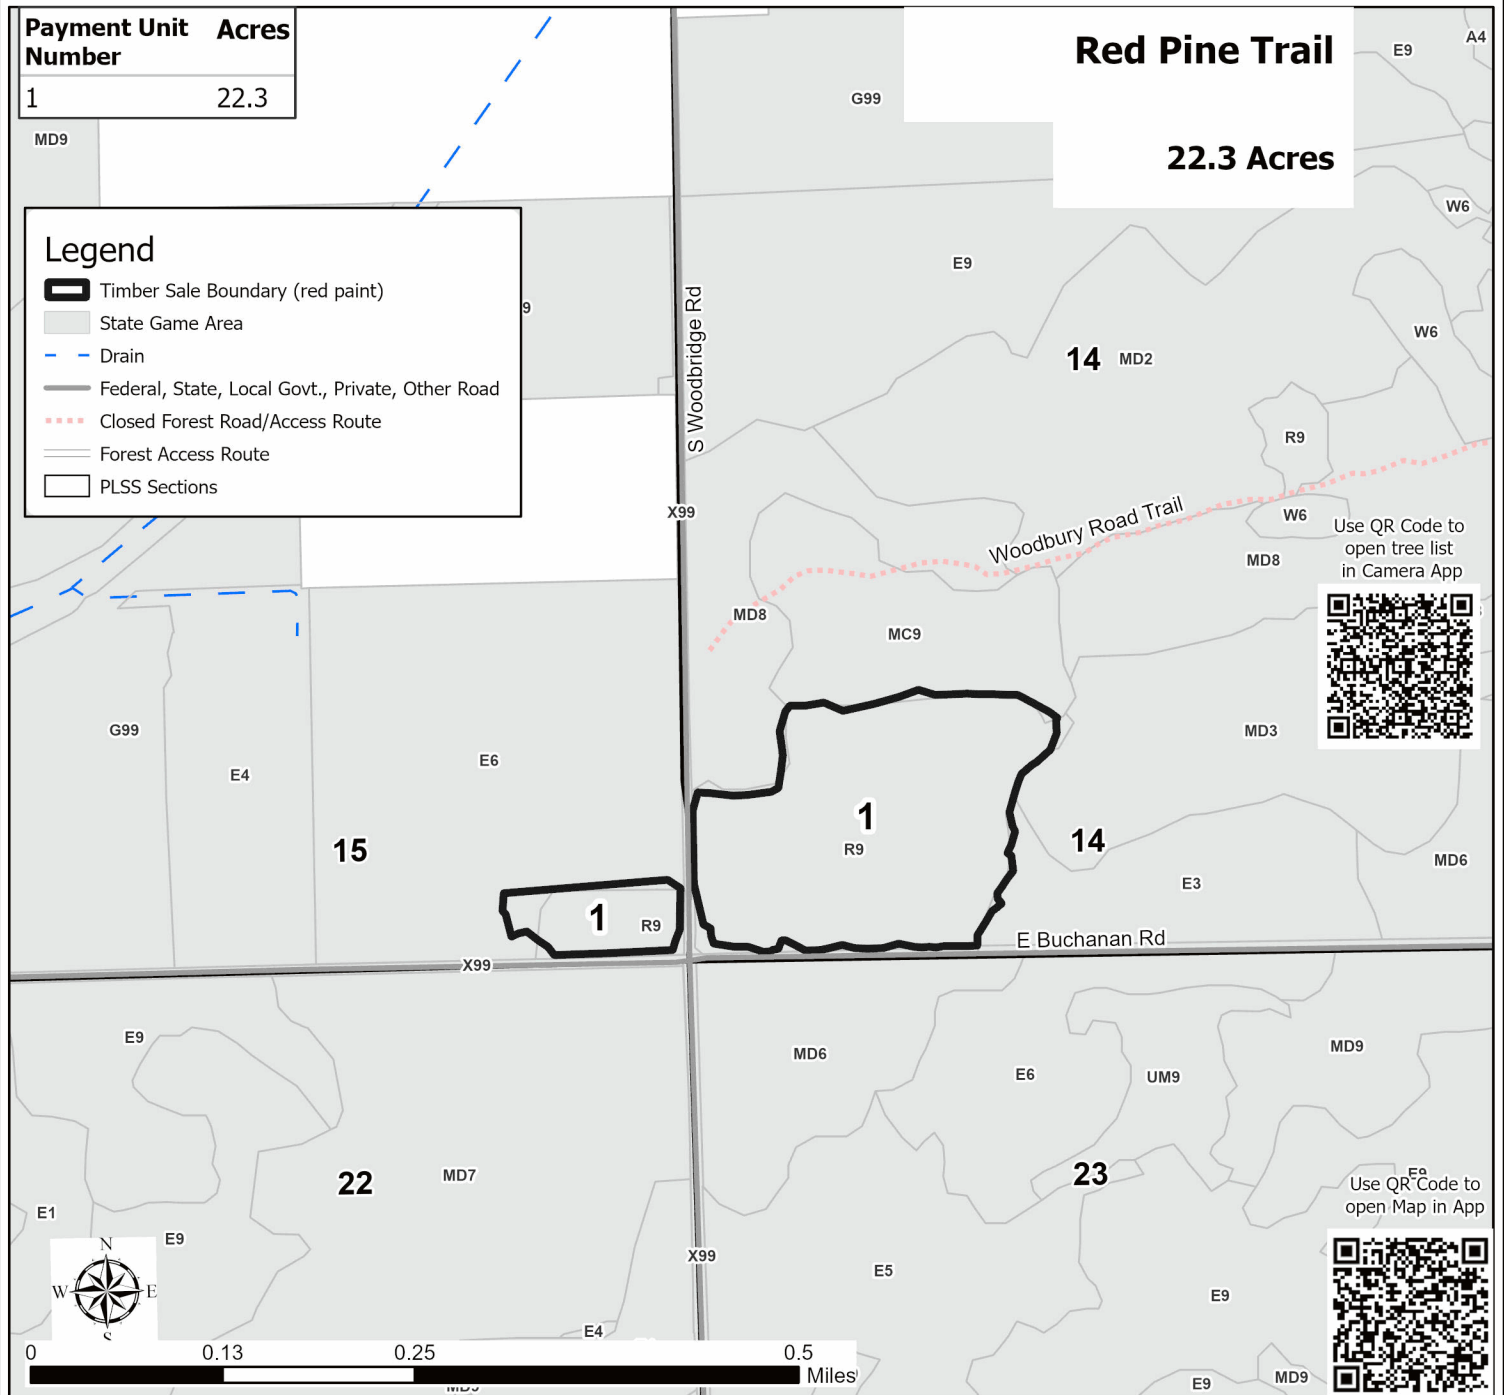 Payment Unit Acres
Number
1 22.3
Red Pine Trail
22.3 Acres
E9
A4
G99
MD9
W6
E9
Legend
Timber Sale Boundary (red paint)
State Game Area
Drain
Federal, State, Local Govt., Private, Other Road
Closed Forest Road/Access Route
Forest Access Route
PLSS Sections
9
S Woodbridge Rd
W6
14 MD2
R9
X99
W6
Woodbury Road Trail
Use QR Code to
open tree list
in Camera App
MD8
MD8
MC9
G99
MD3
E6
E4
1
R9
15
14
MD6
E3
1
R9
E Buchanan Rd
X99
E9
MD6
MD9
E6
UM9
22
MD7
23
E9
Use QR Code to
open Map in App
E1
E9
N
W E
S
X99
E5
E9
E4
0 0.13 0.25 0.5
Miles
MD9
E9
MD9